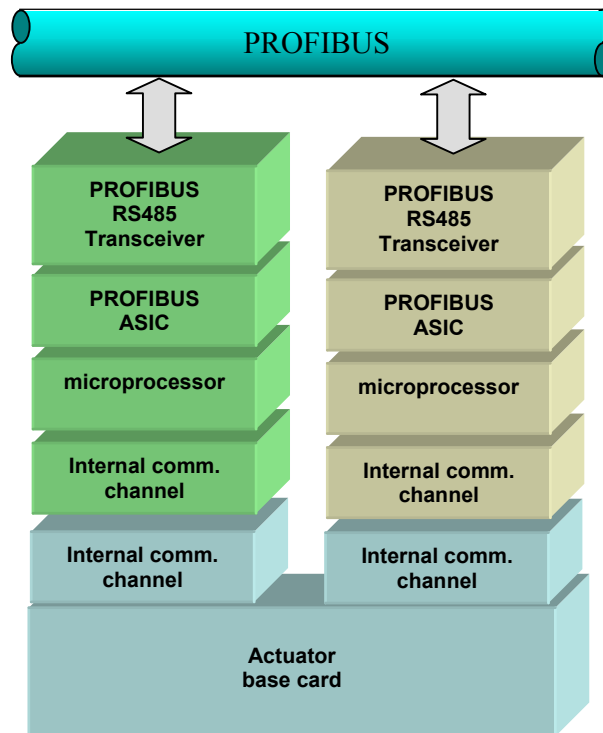 PROFIBUS
PROFIBUS
RS485
Transceiver
PROFIBUS
ASIC
microprocessor
Internal comm.
channel
Internal comm.
channel
PROFIBUS
RS485
Transceiver
PROFIBUS
ASIC
microprocessor
Internal comm.
channel
Internal comm.
channel
Actuator
base card